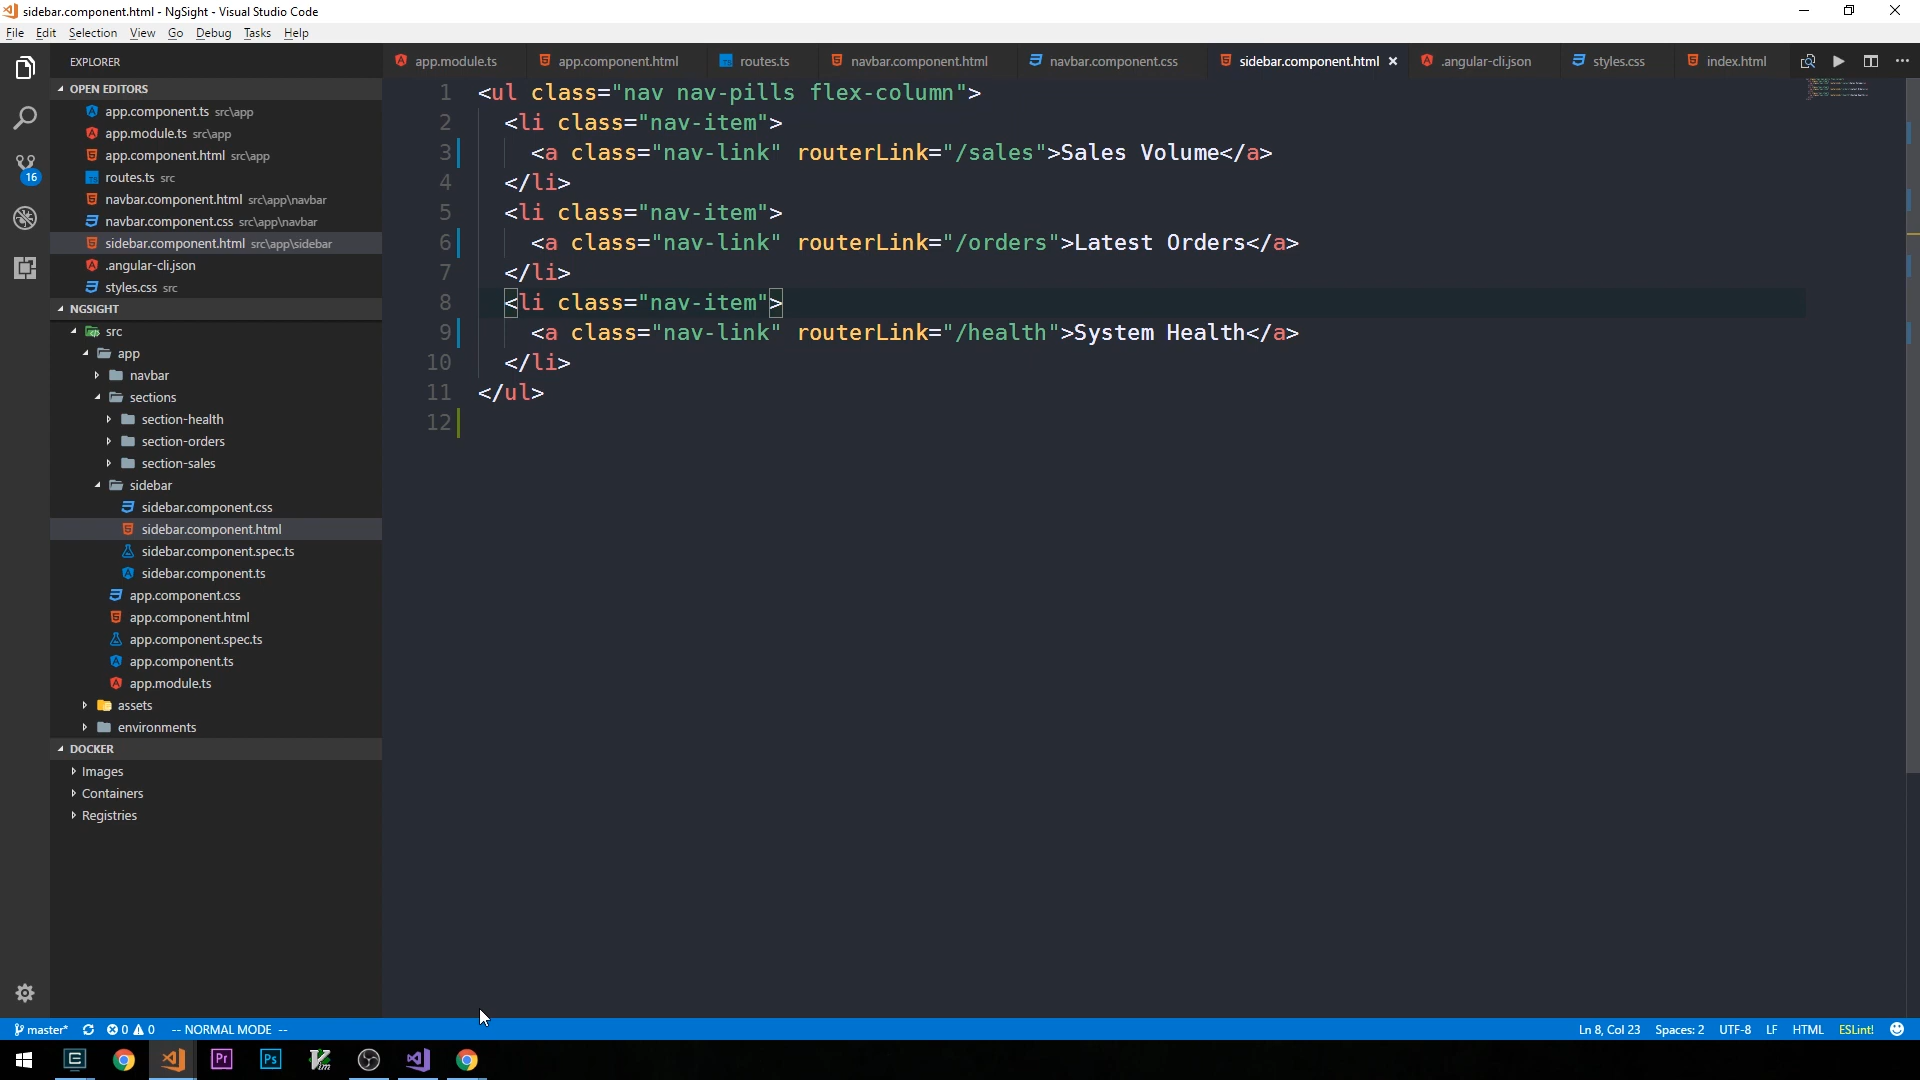 sidebar.component.html - NgSight - Visual Studio Code
File Edit Selection View Go Debug Tasks Help
EXPLORER
OPEN EDITORS
app.component.ts src\app
app.module.ts src\app
app.component.html src\app
routes.ts src
navbar.component.html src\app\navbar
navbar.component.css src\app\navbar
sidebar.component.html src\app\sidebar
.angular-cli.json
styles.css src
NGSIGHT
src
app
navbar
sections
section-health
section-orders
section-sales
sidebar
sidebar.component.css
sidebar.component.html
sidebar.component.spec.ts
sidebar.component.ts
app.component.css
app.component.html
app.component.spec.ts
app.component.ts
app.module.ts
assets
environments
DOCKER
Images
Containers
Registries
16
app.module.ts app.component.html routes.ts navbar.component.html navbar.component.css sidebar.component.html .angular-cli.json styles.css index.html
1 <ul class="nav nav-pills flex-column">
2 <li class="nav-item">
3 <a class="nav-link" routerLink="/sales">Sales Volume</a>
4 </li>
5 <li class="nav-item">
6 <a class="nav-link" routerLink="/orders">Latest Orders</a>
7 </li>
8 <li class="nav-item">
9 <a class="nav-link" routerLink="/health">System Health</a>
10 </li>
11 </ul>
12
master* 0 0 -- NORMAL MODE -- Ln 8, Col 23 Spaces: 2 UTF-8 LF HTML ESLint!
Pr Ps Vim